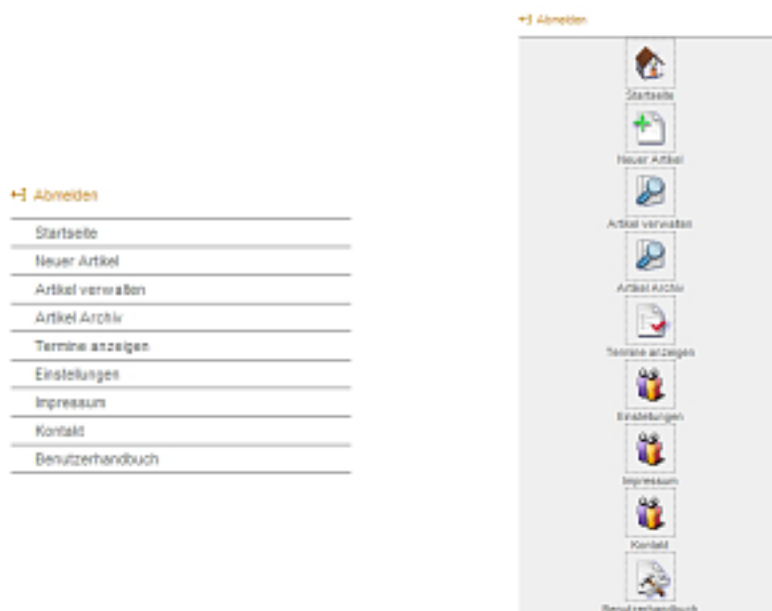 Abmelden
Startseite
Neuer Artikel
Artikel verwalten
Artikel Archiv
Termine anzeigen
Einstellungen
Impressum
Kontakt
Benutzerhandbuch
Abmelden
Startseite
Neuer Artikel
Artikel verwalten
Artikel Archiv
Termine anzeigen
Einstellungen
Impressum
Kontakt
Benutzerhandbuch